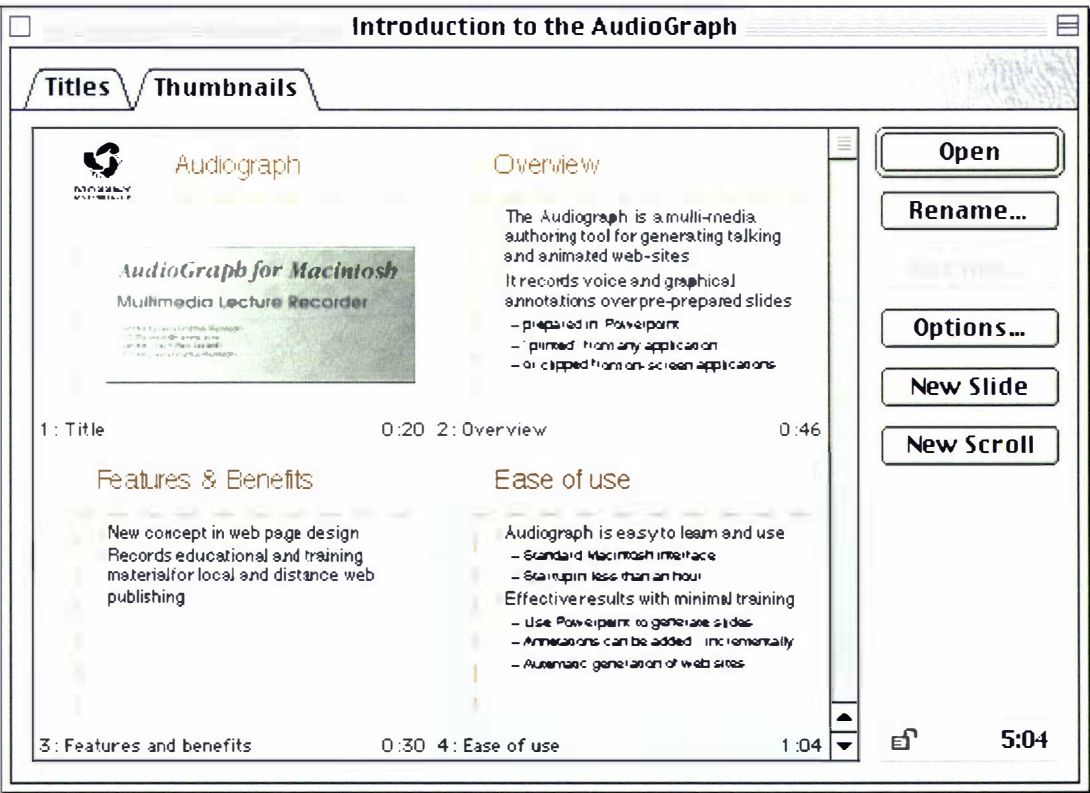 Introduction to the AudioGraph
Titles
Thumbnails
Audiograph
AudioGraph for Macintosh
Multimedia Lecture Recorder
1 : Title 0:20
Overview
The Audiograph is a multi-media
authoring tool for generating talking
and animated web-sites
It records voice and graphical
annotations over pre-prepared slides
– prepared in Powerpoint
– "printed" from any application
– or clipped from on-screen applications
2 : Overview 0:46
Features & Benefits
New concept in web page design
Records educational and training
material for local and distance web
publishing
3 : Features and benefits 0:30
Ease of use
Audiograph is easy to learn and use
– Standard Macintosh interface
– Startup in less than an hour
Effective results with minimal training
– Use Powerpoint to generate slides
– Annotations can be added incrementally
– Automatic generation of web sites
4 : Ease of use 1:04
Open
Rename...
Options...
New Slide
New Scroll
5:04